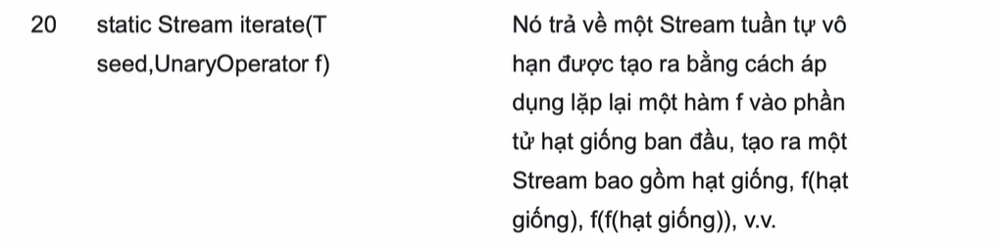 20 static Stream iterate(T seed,UnaryOperator f)
Nó trả về một Stream tuần tự vô
hạn được tạo ra bằng cách áp
dụng lặp lại một hàm f vào phần
tử hạt giống ban đầu, tạo ra một
Stream bao gồm hạt giống, f(hạt
giống), f(f(hạt giống)), v.v.